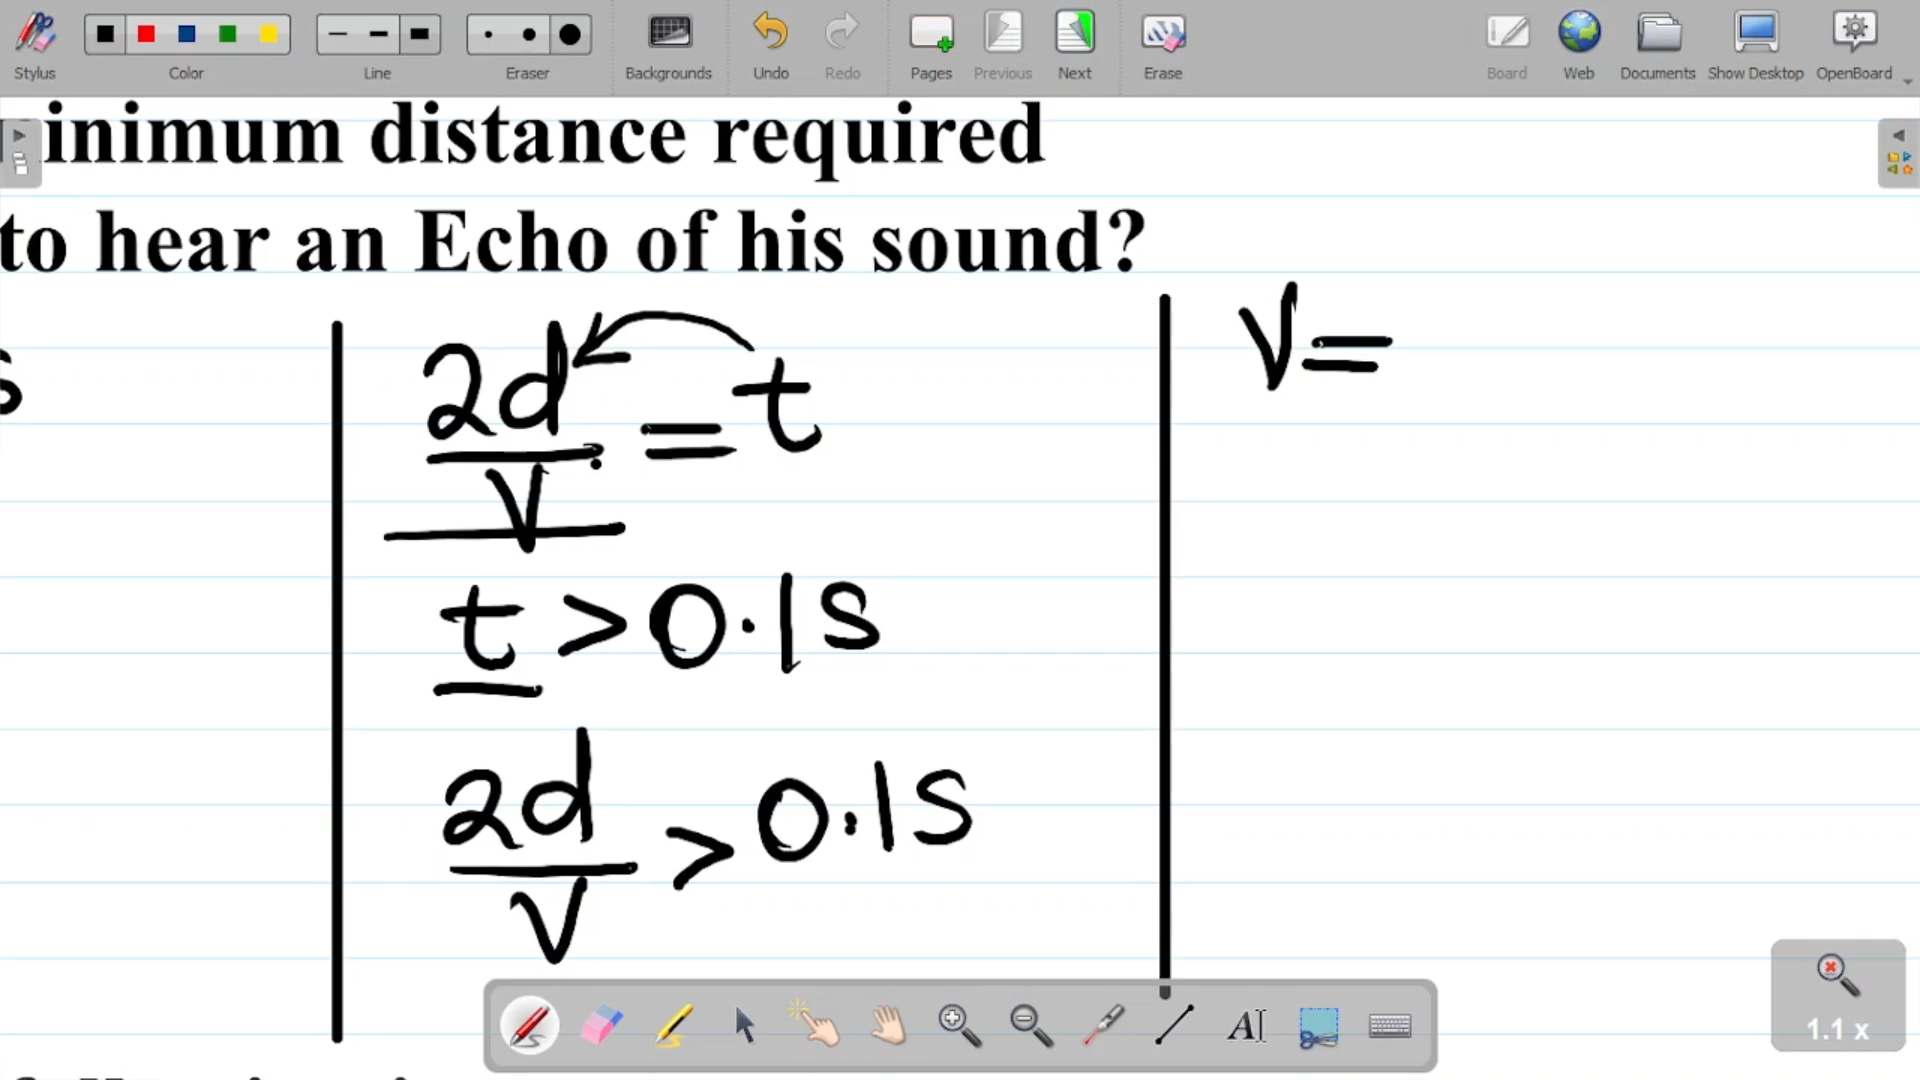 Stylus Color Line Eraser Backgrounds Undo Redo Pages Previous Next Erase Board Web Documents Show Desktop OpenBoard
inimum distance required
to hear an Echo of his sound?
s
2d/V = t
t > 0.1s
2d/V > 0.1s
V=
1.1 x